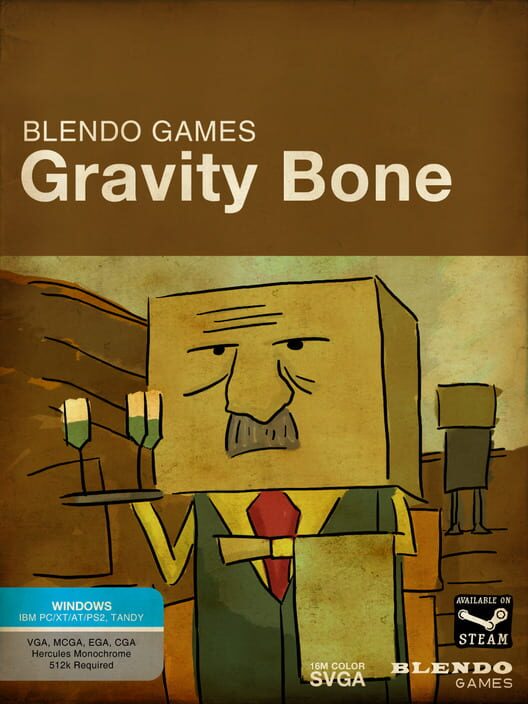 BLENDO GAMES
Gravity Bone
WINDOWS
IBM PC/XT/AT/PS2, TANDY
VGA, MCGA, EGA, CGA
Hercules Monochrome
512k Required
16M COLOR
SVGA
BLENDO
GAMES
AVAILABLE ON
STEAM